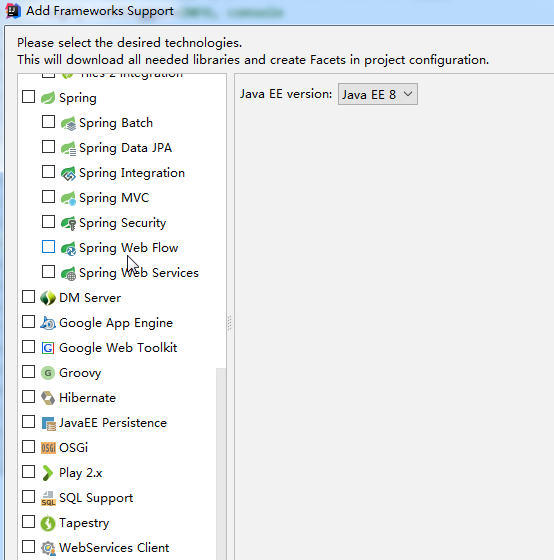 Add Frameworks Support
Please select the desired technologies.
This will download all needed libraries and create Facets in project configuration.
Tiles 2 Integration
Spring
Spring Batch
Spring Data JPA
Spring Integration
Spring MVC
Spring Security
Spring Web Flow
Spring Web Services
DM Server
Google App Engine
Google Web Toolkit
Groovy
Hibernate
JavaEE Persistence
OSGi
Play 2.x
SQL Support
Tapestry
WebServices Client
Java EE version: Java EE 8